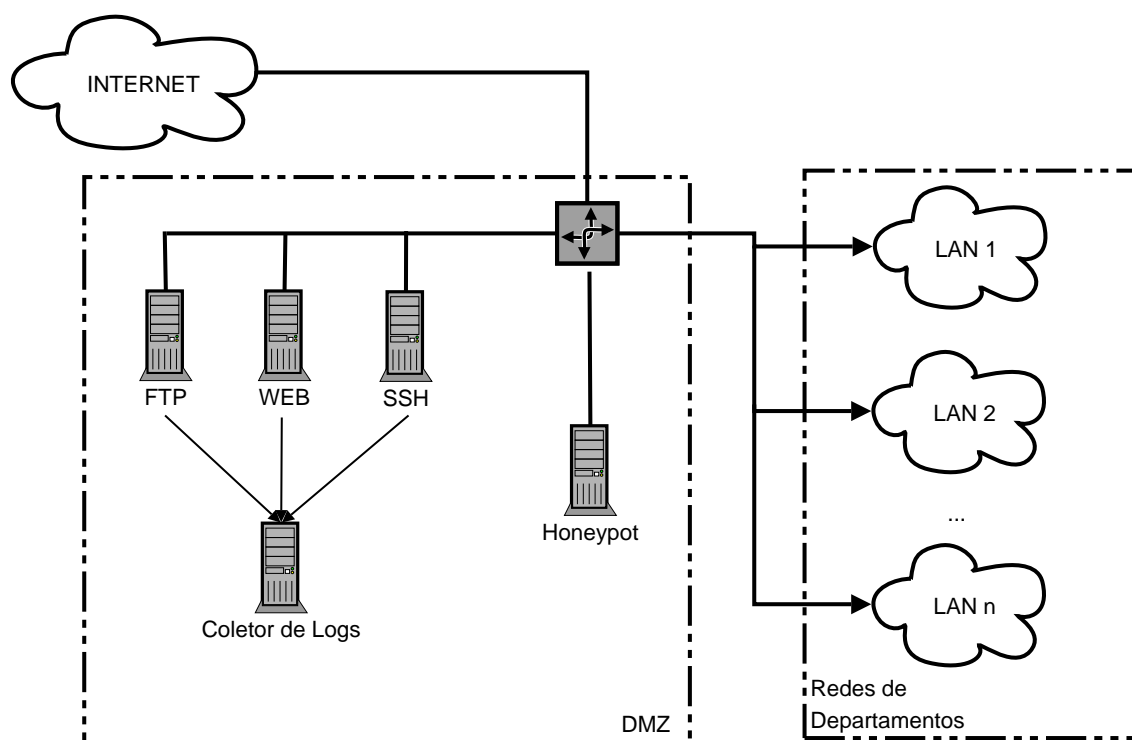 INTERNET
LAN 1
FTP
WEB
SSH
LAN 2
Honeypot
...
Coletor de Logs
LAN n
Redes de
Departamentos
DMZ